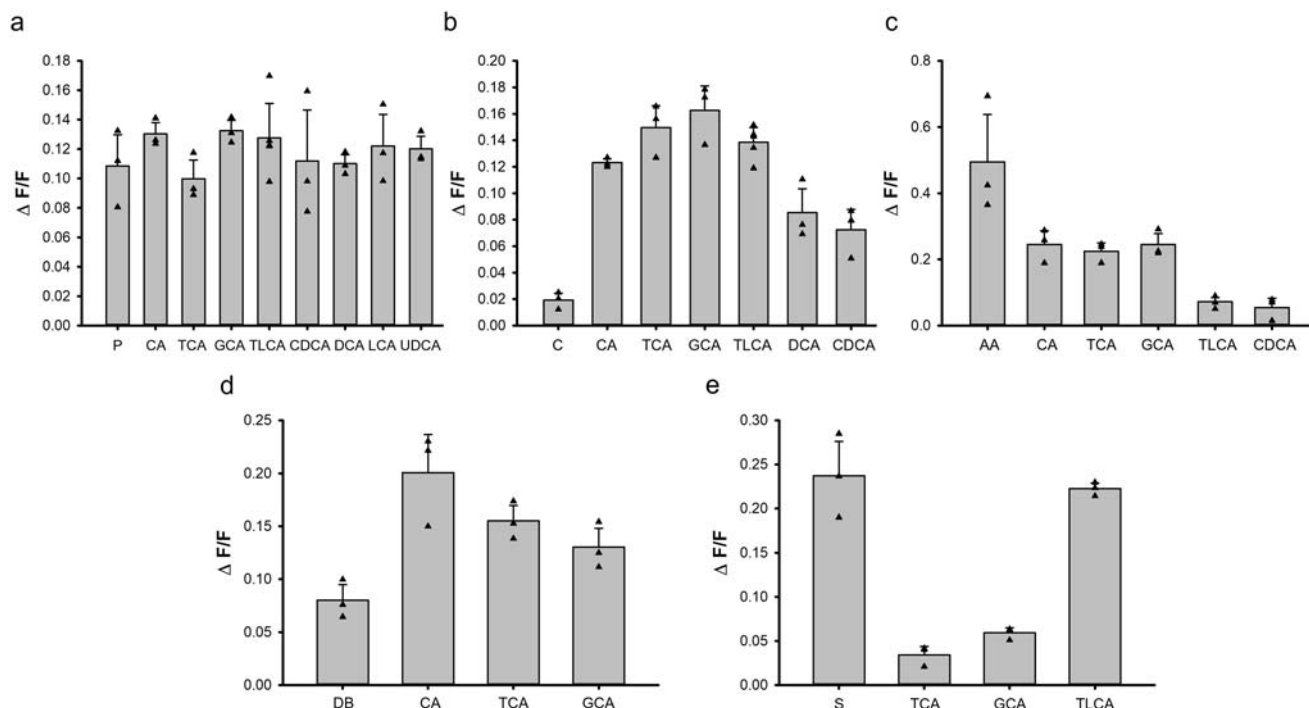 a
0.18
0.16
0.14
0.12
0.10
0.08
0.06
0.04
0.02
0.00
Δ F/F
P CA TCA GCA TLCA CDCA DCA LCA UDCA
b
0.20
0.18
0.16
0.14
0.12
0.10
0.08
0.06
0.04
0.02
0.00
Δ F/F
C CA TCA GCA TLCA DCA CDCA
c
0.8
0.6
0.4
0.2
0.0
Δ F/F
AA CA TCA GCA TLCA CDCA
d
0.25
0.20
0.15
0.10
0.05
0.00
Δ F/F
DB CA TCA GCA
e
0.30
0.25
0.20
0.15
0.10
0.05
0.00
Δ F/F
S TCA GCA TLCA